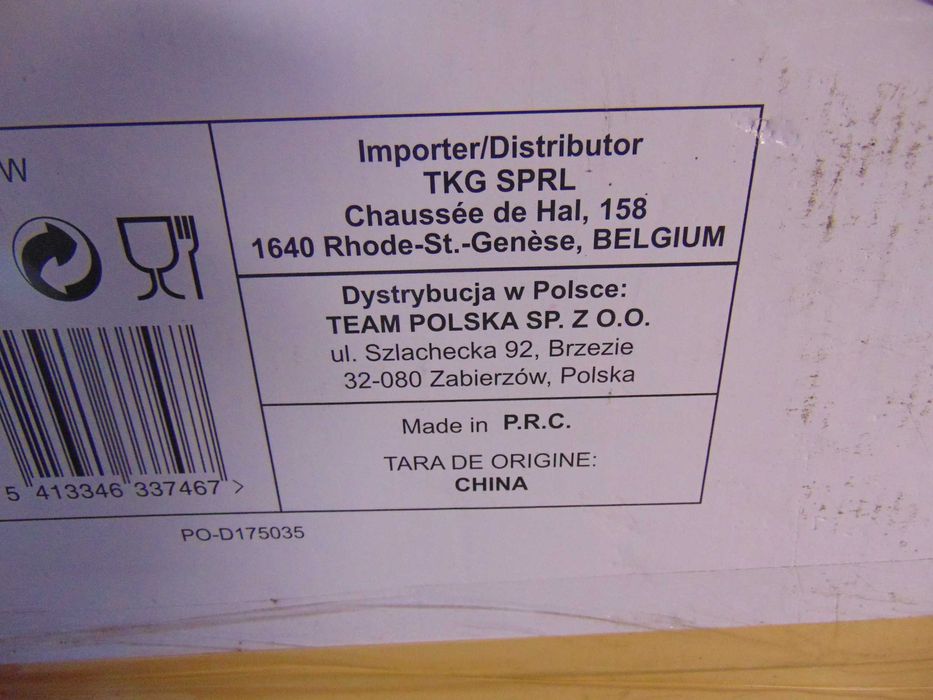 W
Importer/Distributor
TKG SPRL
Chaussée de Hal, 158
1640 Rhode-St.-Genèse, BELGIUM
Dystrybucja w Polsce:
TEAM POLSKA SP. Z O.O.
ul. Szlachecka 92, Brzezie
32-080 Zabierzów, Polska
Made in P.R.C.
TARA DE ORIGINE:
CHINA
5 413346 337467 >
PO-D175035